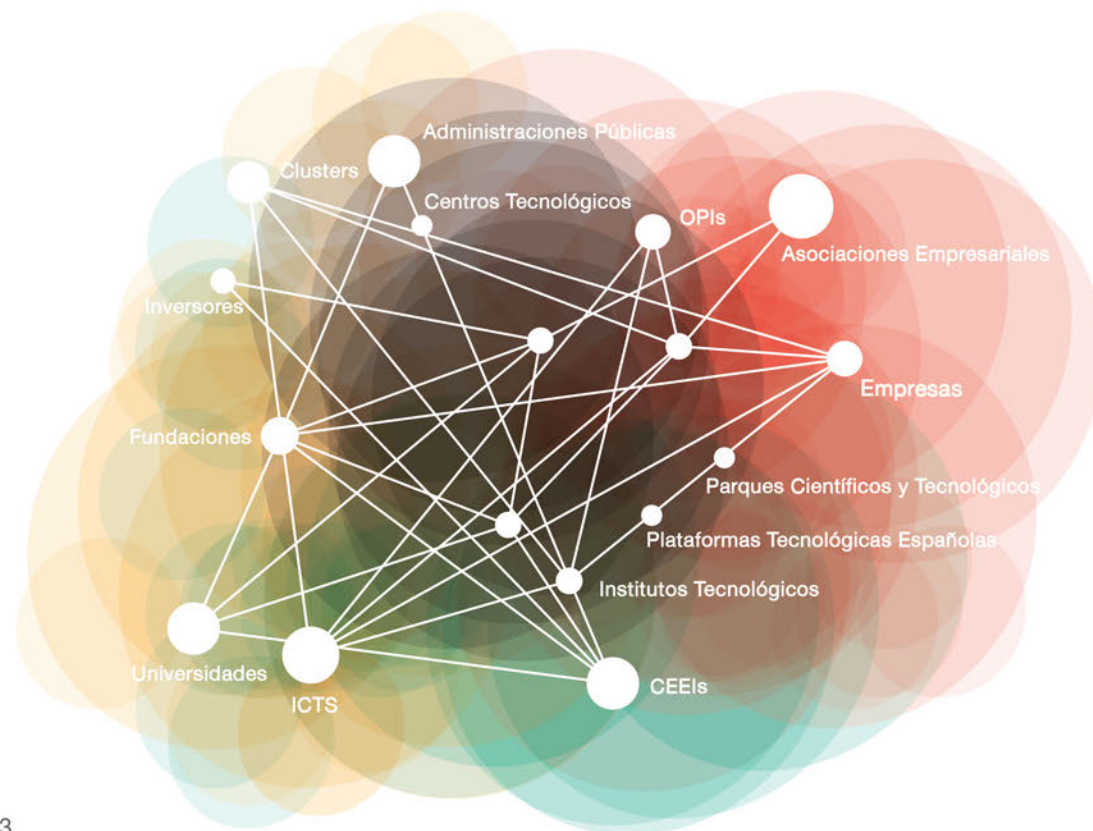 Administraciones Públicas
Clusters
Centros Tecnológicos
OPIs
Asociaciones Empresariales
Inversores
Empresas
Fundaciones
Parques Científicos y Tecnológicos
Plataformas Tecnológicas Españolas
Institutos Tecnológicos
Universidades
CEEIs
ICTS
3